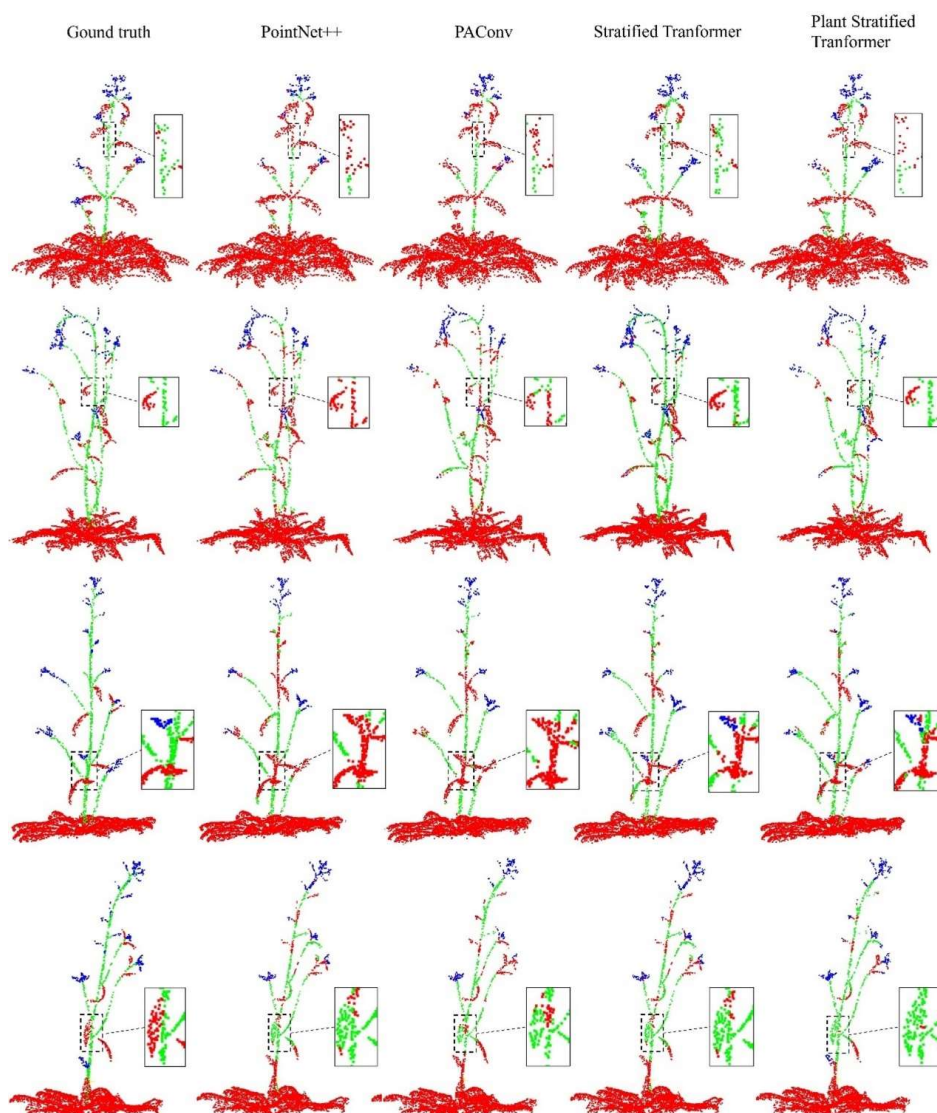 Gound truth
PointNet++
PAConv
Stratified Tranformer
Plant Stratified
Tranformer